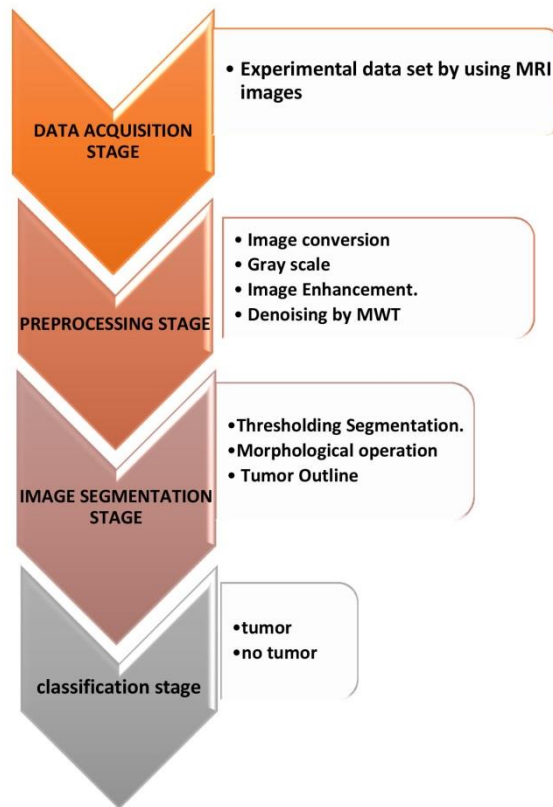 DATA ACQUISITION
STAGE
• Experimental data set by using MRI
images
PREPROCESSING STAGE
• Image conversion
• Gray scale
• Image Enhancement.
• Denoising by MWT
IMAGE SEGMENTATION
STAGE
•Thresholding Segmentation.
•Morphological operation
• Tumor Outline
classification stage
•tumor
•no tumor